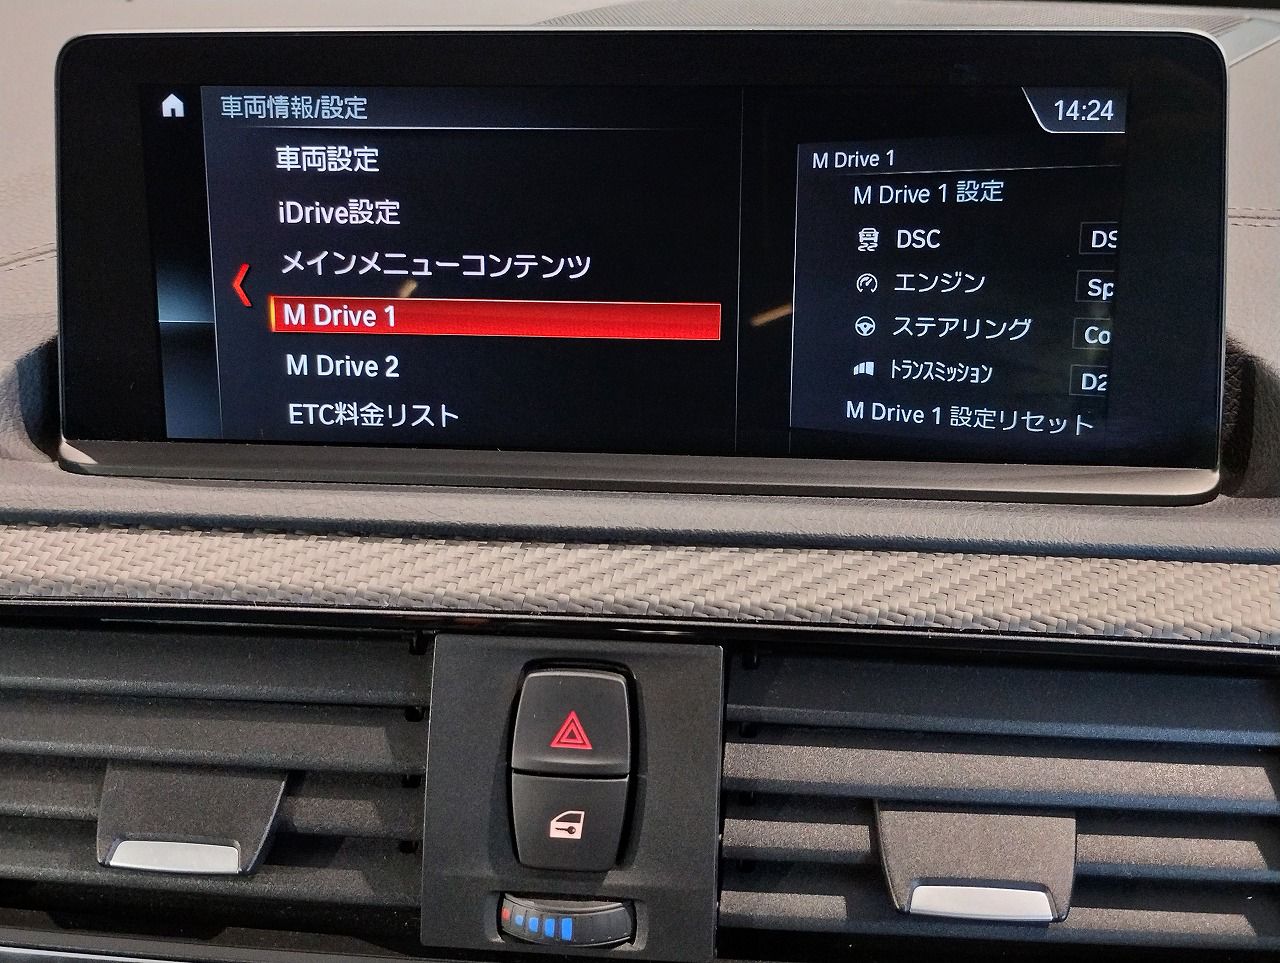 車両情報/設定
14:24
車両設定
iDrive設定
メインメニューコンテンツ
M Drive 1
M Drive 2
ETC料金リスト
M Drive 1
M Drive 1 設定
DSC DS
エンジン Sp
ステアリング Co
トランスミッション D2
M Drive 1 設定リセット